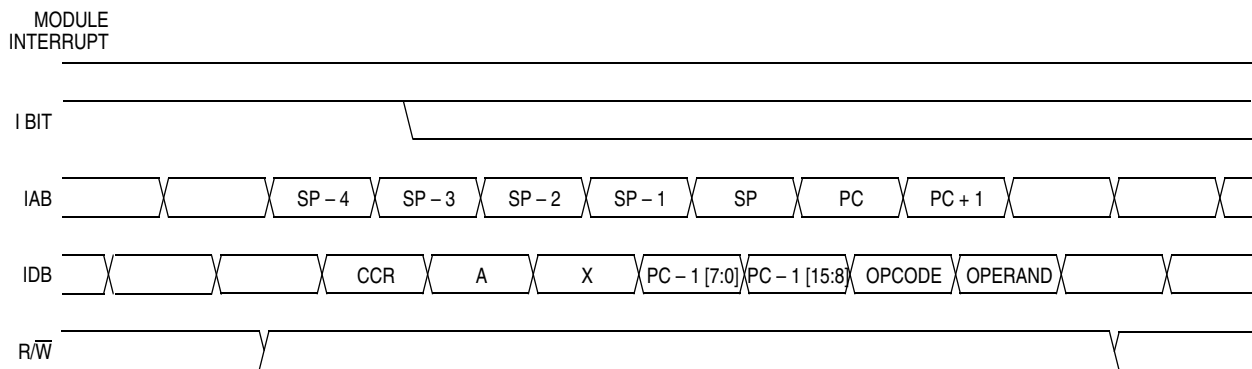 MODULE
INTERRUPT
I BIT
IAB SP – 4 SP – 3 SP – 2 SP – 1 SP PC PC + 1
IDB CCR A X PC – 1 [7:0] PC – 1 [15:8] OPCODE OPERAND
R/W̅